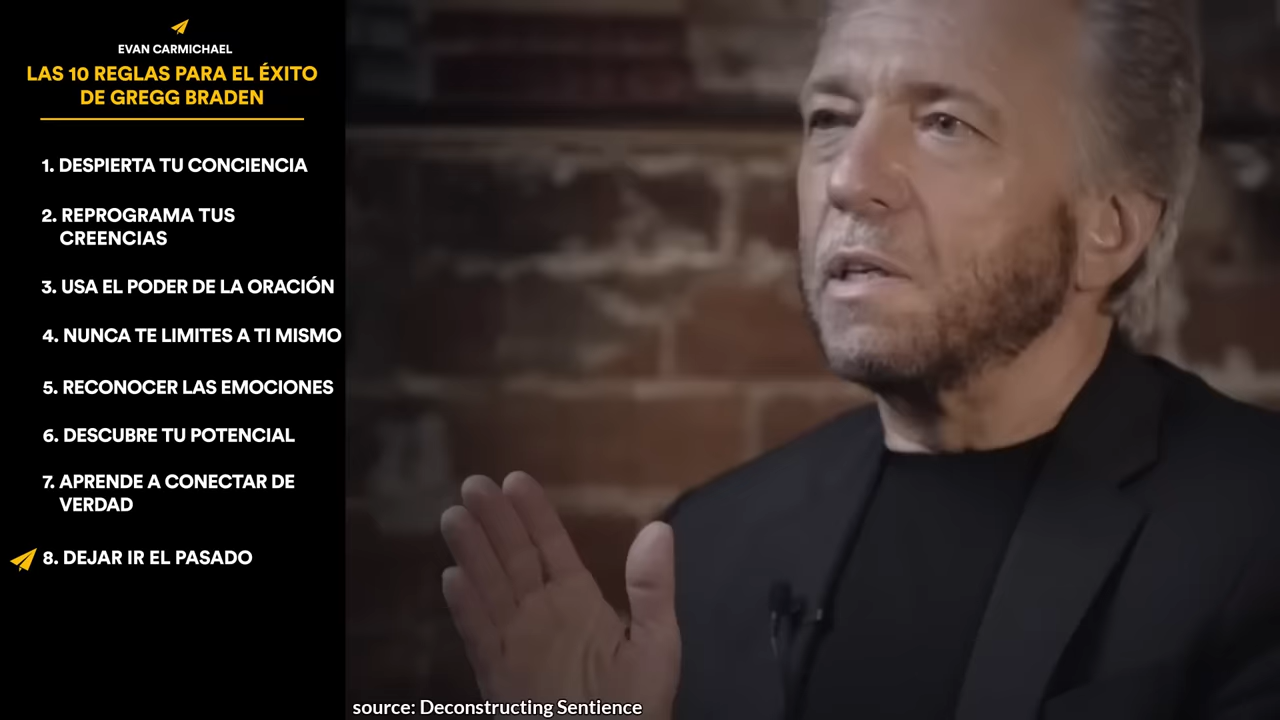 EVAN CARMICHAEL
LAS 10 REGLAS PARA EL ÉXITO
DE GREGG BRADEN
1. DESPIERTA TU CONCIENCIA
2. REPROGRAMA TUS
CREENCIAS
3. USA EL PODER DE LA ORACIÓN
4. NUNCA TE LIMITES A TI MISMO
5. RECONOCER LAS EMOCIONES
6. DESCUBRE TU POTENCIAL
7. APRENDE A CONECTAR DE
VERDAD
8. DEJAR IR EL PASADO
source: Deconstructing Sentience